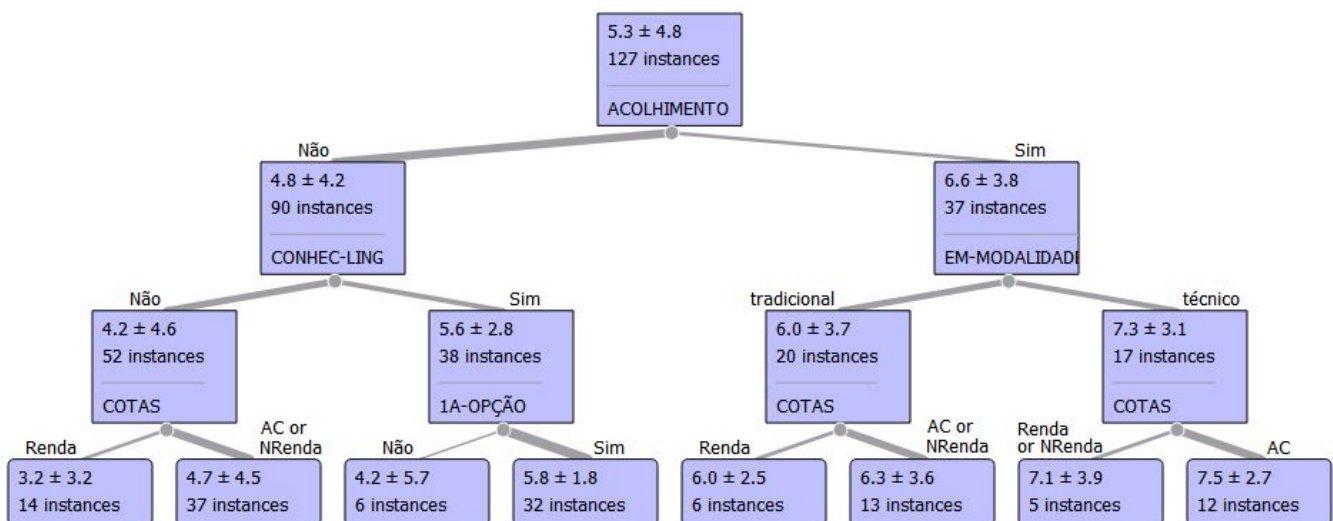 5.3 ± 4.8
127 instances
ACOLHIMENTO
Não
Sim
4.8 ± 4.2
90 instances
CONHEC-LING
6.6 ± 3.8
37 instances
EM-MODALIDADE
Não
Sim
tradicional
técnico
4.2 ± 4.6
52 instances
COTAS
5.6 ± 2.8
38 instances
1A-OPÇÃO
6.0 ± 3.7
20 instances
COTAS
7.3 ± 3.1
17 instances
COTAS
Renda
AC or
NRenda
Não
Sim
Renda
AC or
NRenda
Renda
or NRenda
AC
3.2 ± 3.2
14 instances
4.7 ± 4.5
37 instances
4.2 ± 5.7
6 instances
5.8 ± 1.8
32 instances
6.0 ± 2.5
6 instances
6.3 ± 3.6
13 instances
7.1 ± 3.9
5 instances
7.5 ± 2.7
12 instances